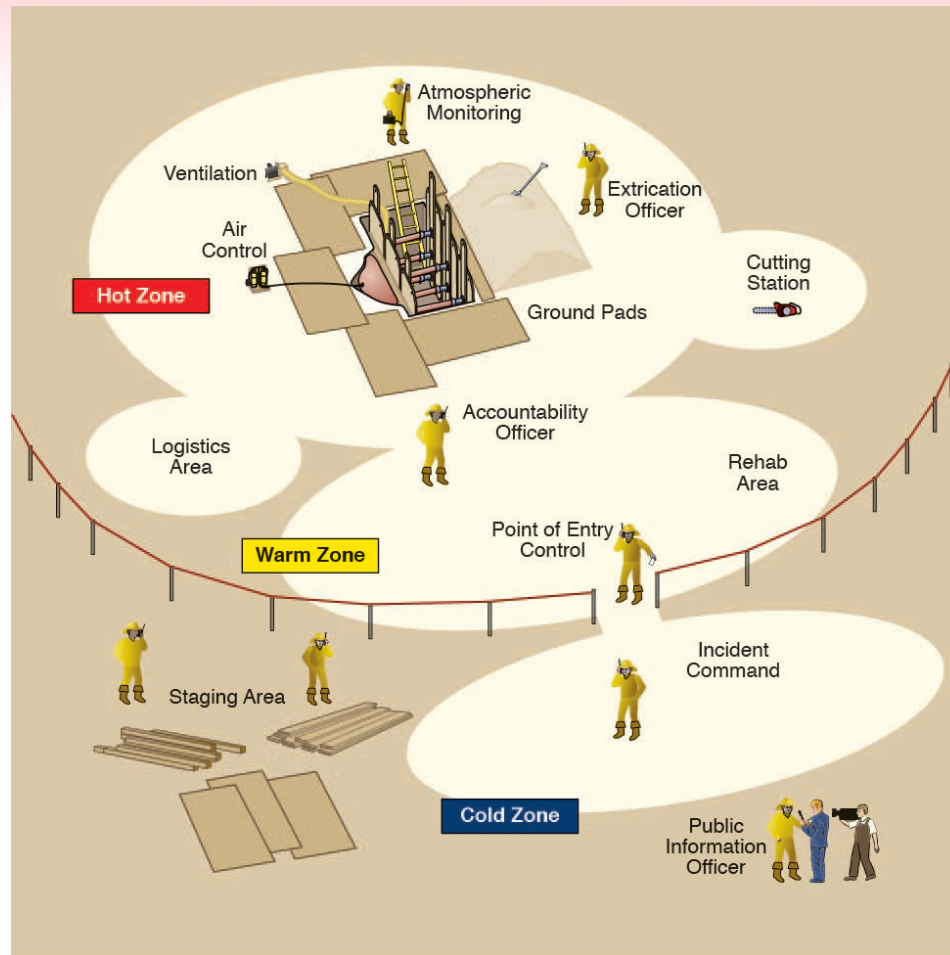 Atmospheric
Monitoring
Ventilation
Extrication
Officer
Air
Control
Cutting
Station
Hot Zone
Ground Pads
Accountability
Officer
Logistics
Area
Rehab
Area
Point of Entry
Control
Warm Zone
Incident
Command
Staging Area
Cold Zone
Public
Information
Officer